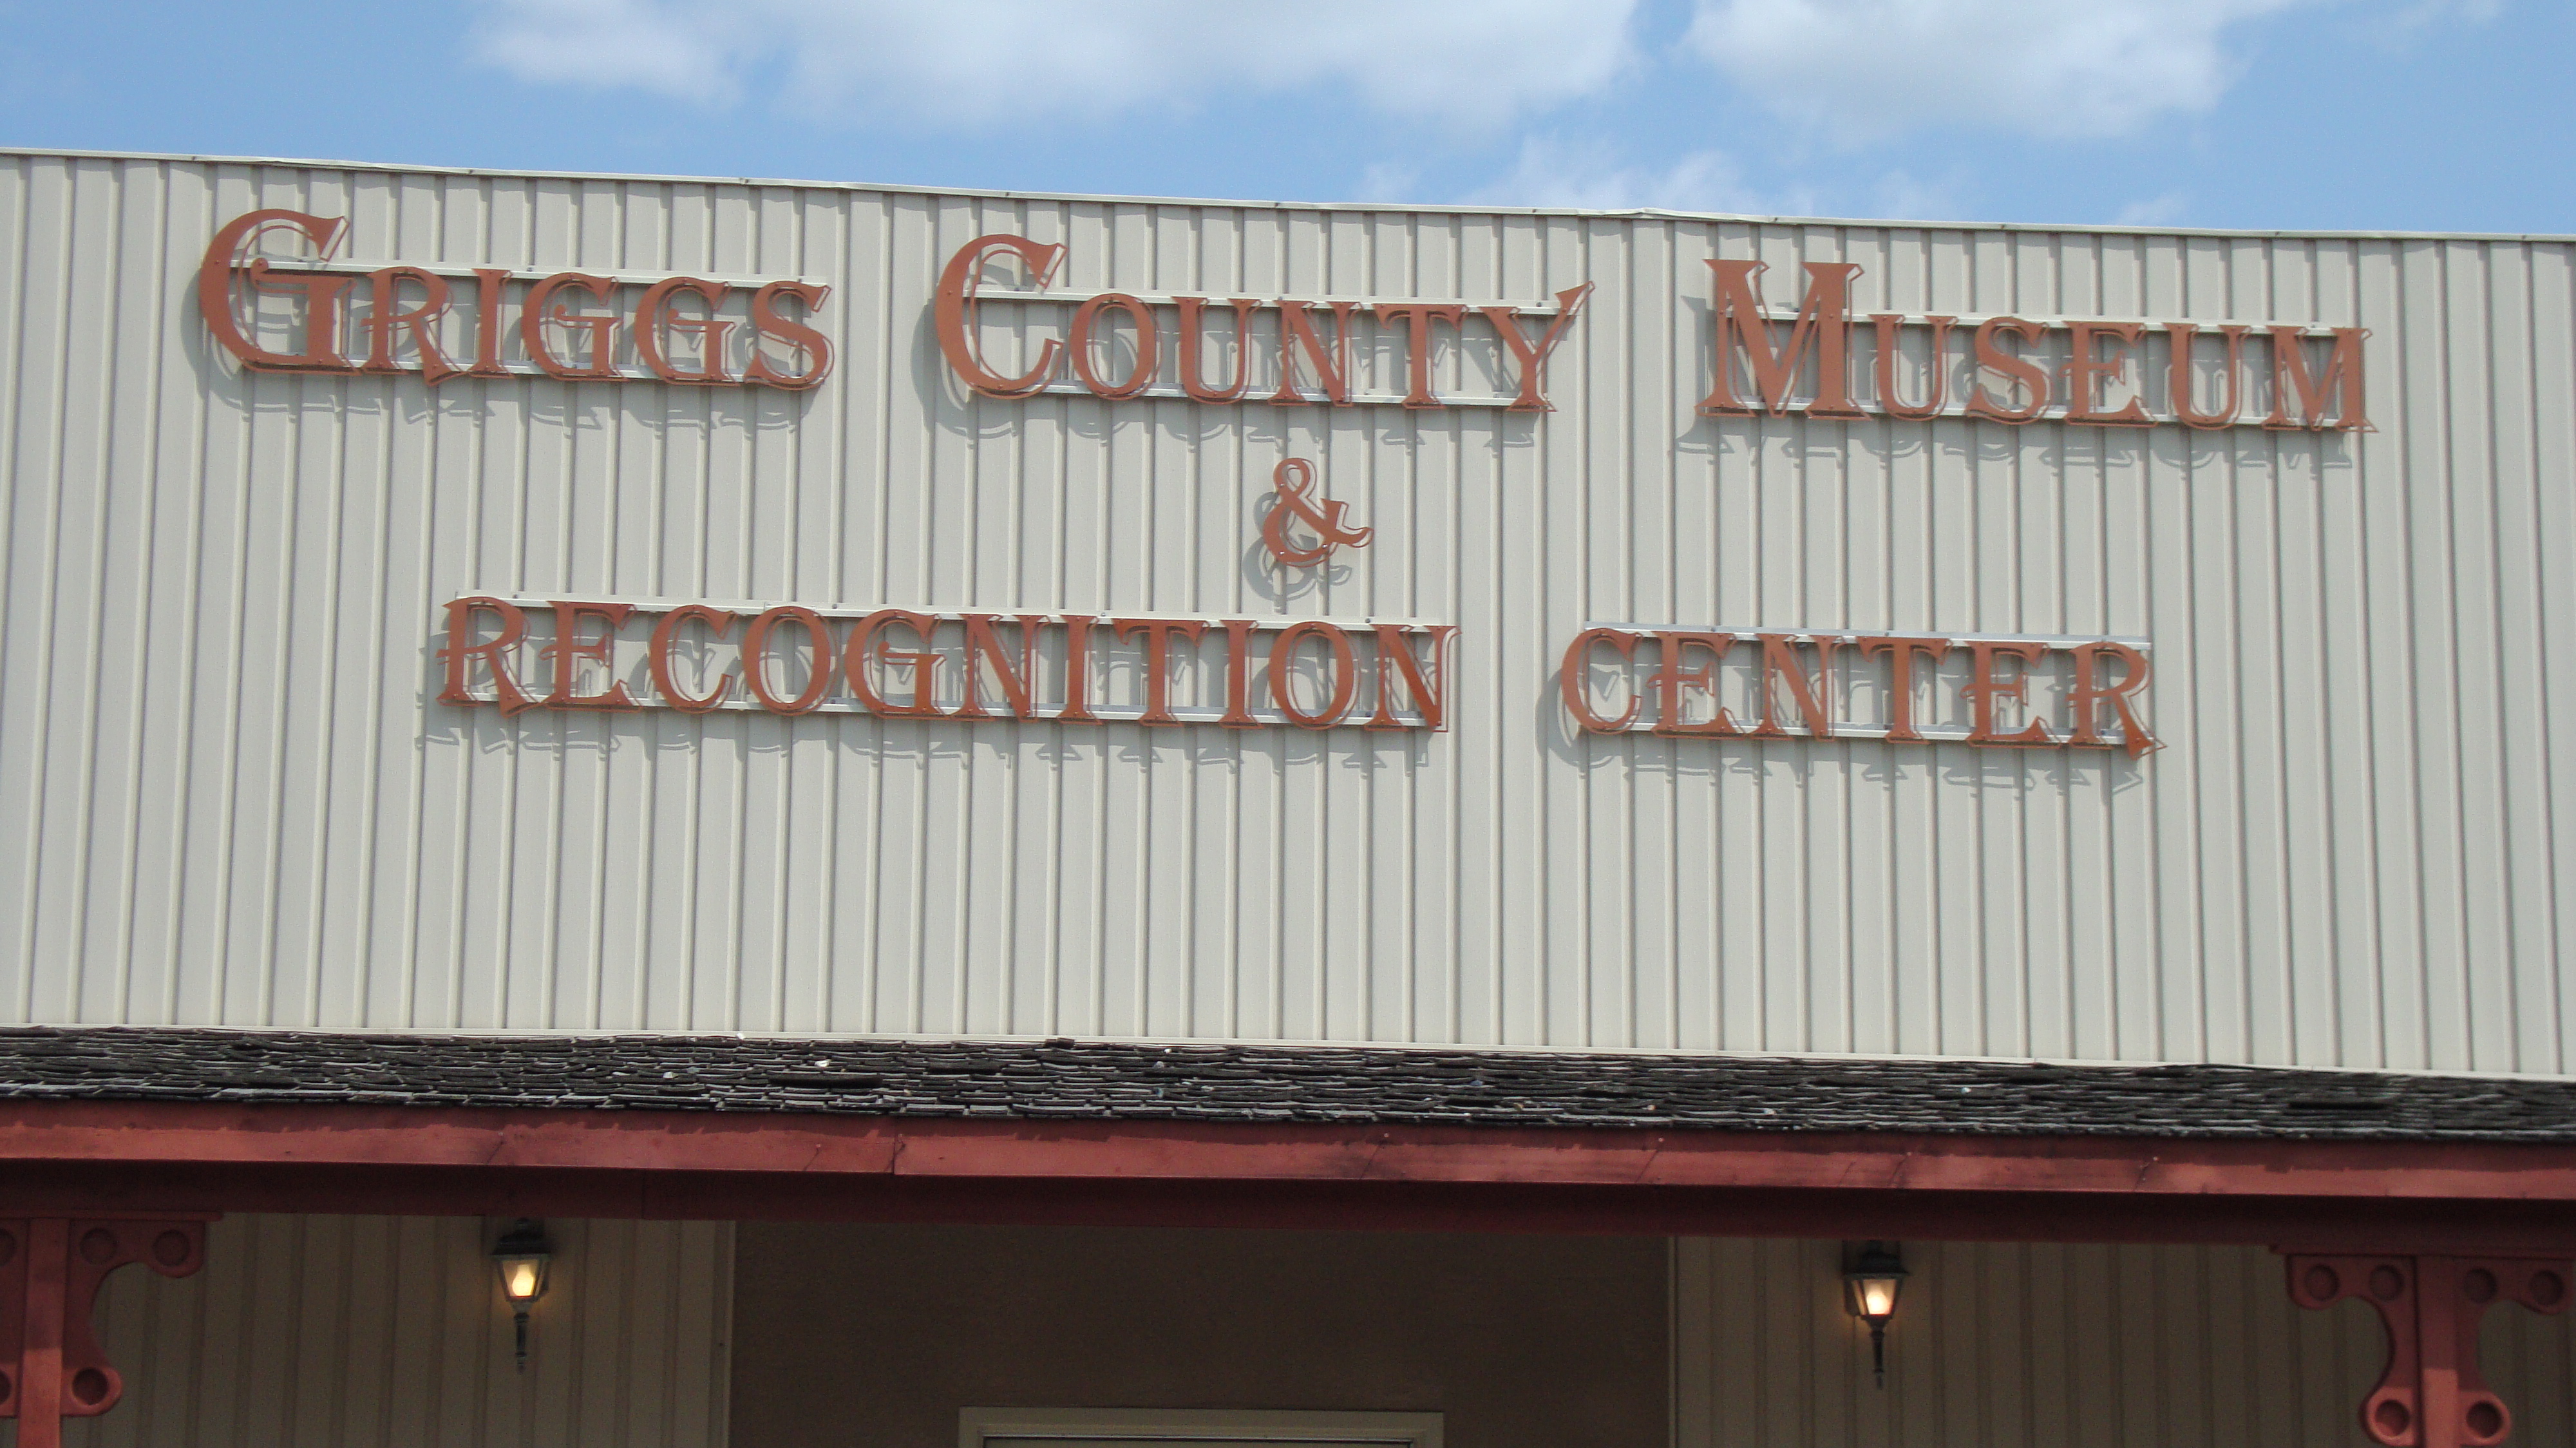 GRIGGS COUNTY MUSEUM
&
RECOGNITION CENTER